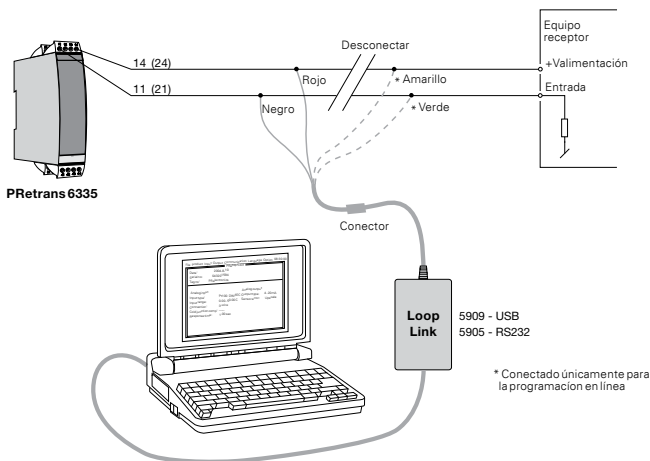 Equipo
receptor
Desconectar
14 (24)
+Valimentación
Rojo
* Amarillo
11 (21)
Entrada
Negro
* Verde
PRetrans 6335
Conector
Loop
Link
5909 - USB
5905 - RS232
* Conectado únicamente para
la programacíon en línea